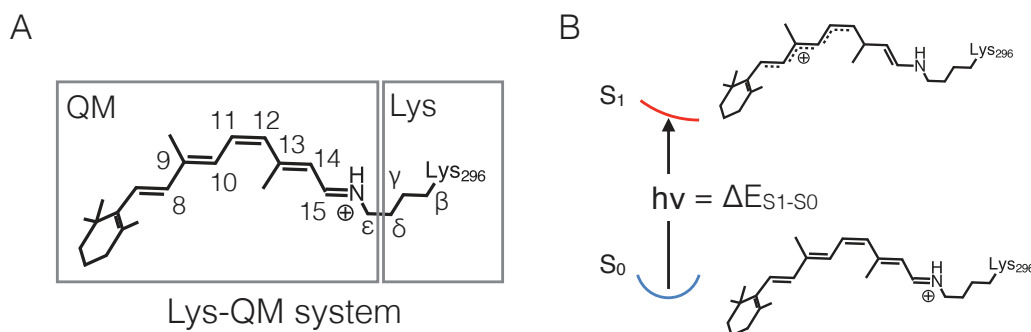 A
QM
Lys
11
12
13
14
9
10
8
15
H
N
⊕
γ
Lys296
β
ε
δ
Lys-QM system
B
S1
⊕
N
H
Lys296
hν = ΔES1-S0
S0
H
N
⊕
Lys296